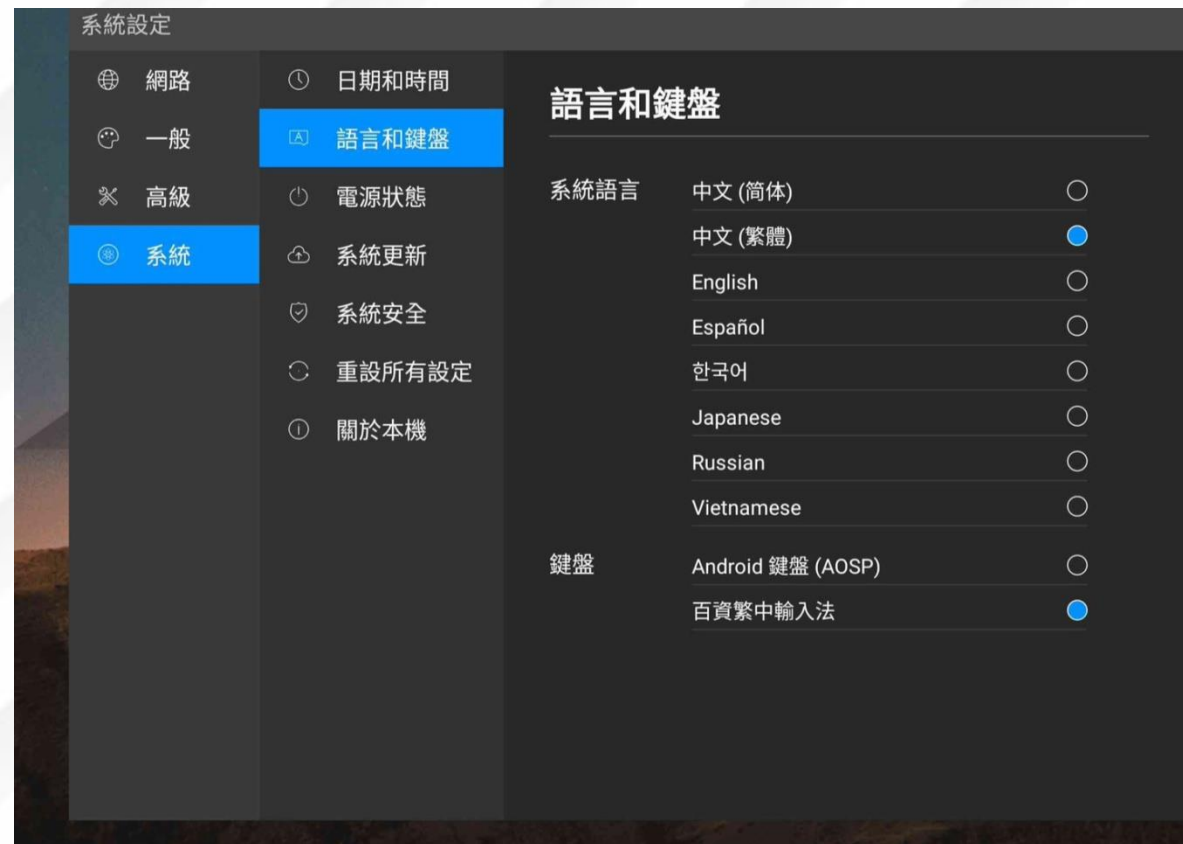 系統設定
網路
一般
高級
系統
日期和時間
語言和鍵盤
電源狀態
系統更新
系統安全
重設所有設定
關於本機
語言和鍵盤
系統語言
中文 (简体)
中文 (繁體)
English
Español
한국어
Japanese
Russian
Vietnamese
鍵盤
Android 鍵盤 (AOSP)
百資繁中輸入法